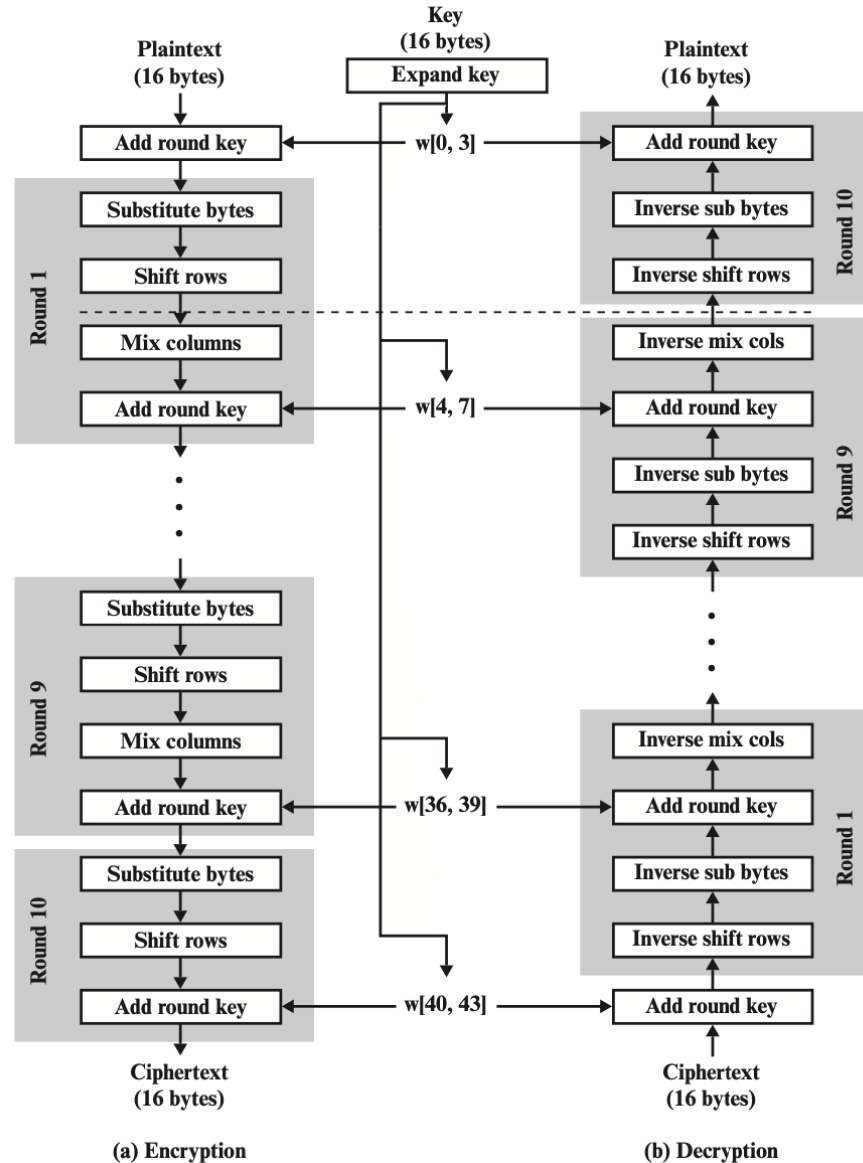 Key
(16 bytes)
Plaintext
(16 bytes)
Expand key
Plaintext
(16 bytes)
Add round key
w[0, 3]
Add round key
Round 1
Substitute bytes
Shift rows
Mix columns
Add round key
w[4, 7]
Inverse sub bytes
Inverse shift rows
Round 10
Inverse mix cols
Add round key
Inverse sub bytes
Inverse shift rows
Round 9
Round 9
Substitute bytes
Shift rows
Mix columns
Add round key
w[36, 39]
Inverse mix cols
Add round key
Inverse sub bytes
Inverse shift rows
Round 1
Round 10
Substitute bytes
Shift rows
Add round key
w[40, 43]
Add round key
Ciphertext
(16 bytes)
Ciphertext
(16 bytes)
(a) Encryption
(b) Decryption